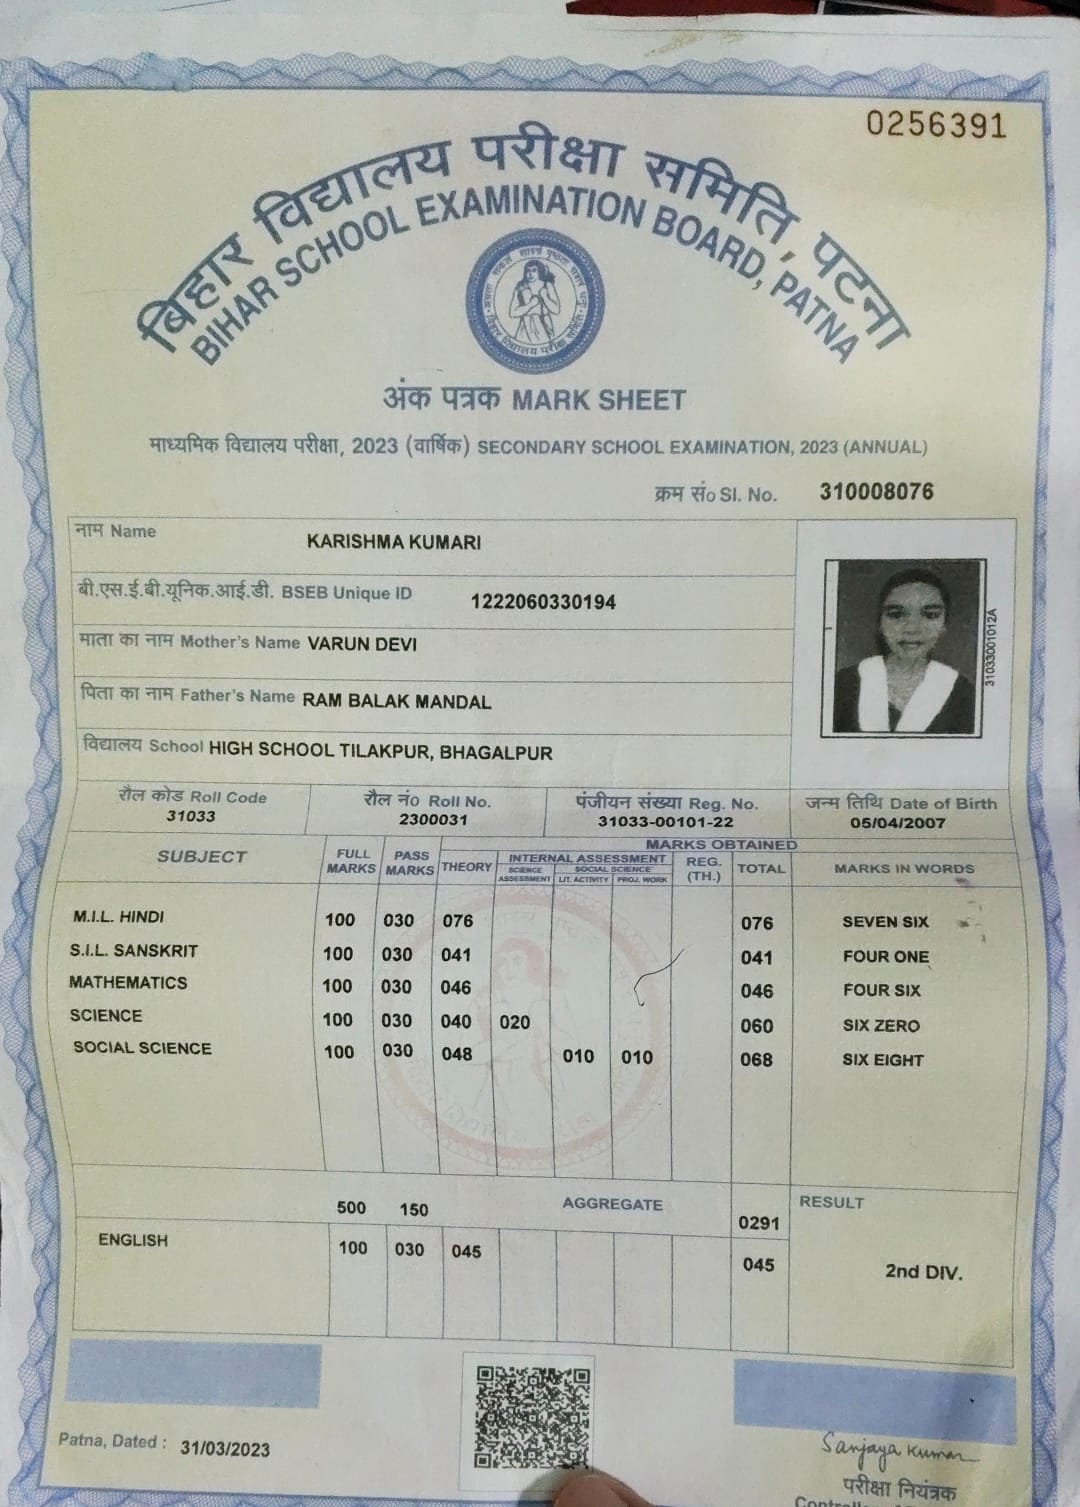 0256391
बिहार विद्यालय परीक्षा समिति, पटना
BIHAR SCHOOL EXAMINATION BOARD, PATNA
अंक पत्रक MARK SHEET
माध्यमिक विद्यालय परीक्षा, 2023 (वार्षिक) SECONDARY SCHOOL EXAMINATION, 2023 (ANNUAL)
क्रम सं० Sl. No. 310008076
नाम Name KARISHMA KUMARI
बी.एस.ई.बी.यूनिक.आई.डी. BSEB Unique ID 1222060330194
माता का नाम Mother's Name VARUN DEVI
पिता का नाम Father's Name RAM BALAK MANDAL
विद्यालय School HIGH SCHOOL TILAKPUR, BHAGALPUR
31033001012A
रौल कोड Roll Code रौल नं० Roll No. पंजीयन संख्या Reg. No. जन्म तिथि Date of Birth
31033 2300031 31033-00101-22 05/04/2007
MARKS OBTAINED
SUBJECT FULL MARKS PASS MARKS THEORY INTERNAL ASSESSMENT REG. (TH.) TOTAL MARKS IN WORDS
SCIENCE ASSESSMENT SOCIAL SCIENCE
LIT. ACTIVITY PROJ. WORK
M.I.L. HINDI 100 030 076 076 SEVEN SIX
S.I.L. SANSKRIT 100 030 041 041 FOUR ONE
MATHEMATICS 100 030 046 046 FOUR SIX
SCIENCE 100 030 040 020 060 SIX ZERO
SOCIAL SCIENCE 100 030 048 010 010 068 SIX EIGHT
500 150 AGGREGATE 0291 RESULT
ENGLISH 100 030 045 045 2nd DIV.
Patna, Dated : 31/03/2023
Sanjaya Kumar
परीक्षा नियंत्रक